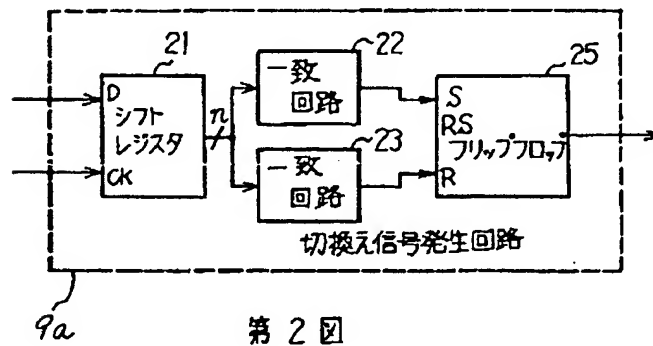 21
D
シフト
レジスタ
CK
n
22
一致
回路
23
一致
回路
25
S
RS
フリップフロップ
R
切換え信号発生回路
9a
第2図